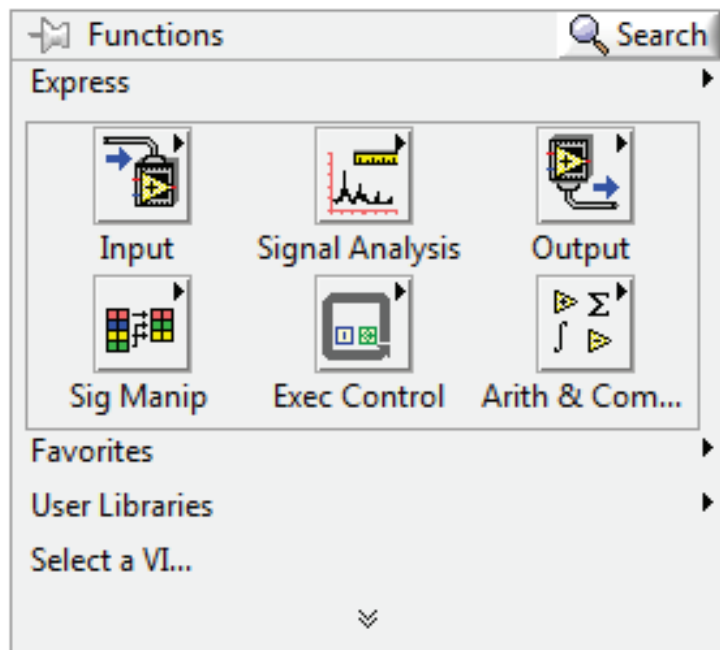 Functions Search
Express
Input Signal Analysis Output
Sig Manip Exec Control Arith & Com...
Favorites
User Libraries
Select a VI...